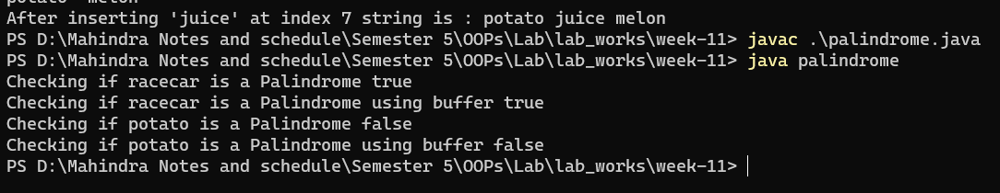 potato  melon
After inserting 'juice' at index 7 string is : potato juice melon
PS D:\Mahindra Notes and schedule\Semester 5\OOPs\Lab\lab_works\week-11> javac .\palindrome.java
PS D:\Mahindra Notes and schedule\Semester 5\OOPs\Lab\lab_works\week-11> java palindrome
Checking if racecar is a Palindrome true
Checking if racecar is a Palindrome using buffer true
Checking if potato is a Palindrome false
Checking if potato is a Palindrome using buffer false
PS D:\Mahindra Notes and schedule\Semester 5\OOPs\Lab\lab_works\week-11>